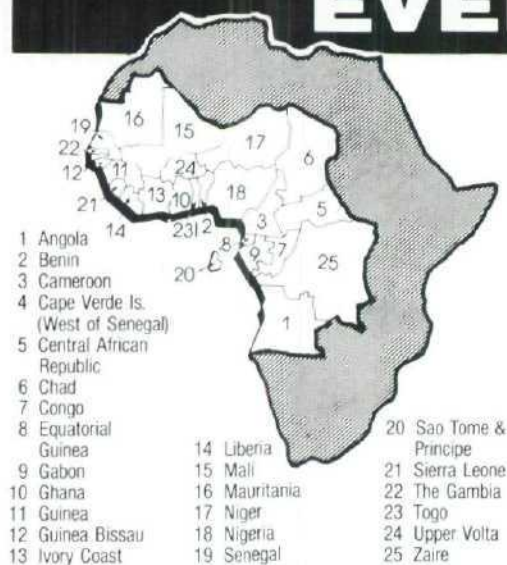 EVE
16
15
17
6
19
22
12
11
24
18
13
10
5
21
3
14
23
2
8
9
7
25
20
1
1 Angola
2 Benin
3 Cameroon
4 Cape Verde Is.
(West of Senegal)
5 Central African
Republic
6 Chad
7 Congo
8 Equatorial
Guinea
9 Gabon
10 Ghana
11 Guinea
12 Guinea Bissau
13 Ivory Coast
14 Liberia
15 Mali
16 Mauritania
17 Niger
18 Nigeria
19 Senegal
20 Sao Tome &
Principe
21 Sierra Leone
22 The Gambia
23 Togo
24 Upper Volta
25 Zaire